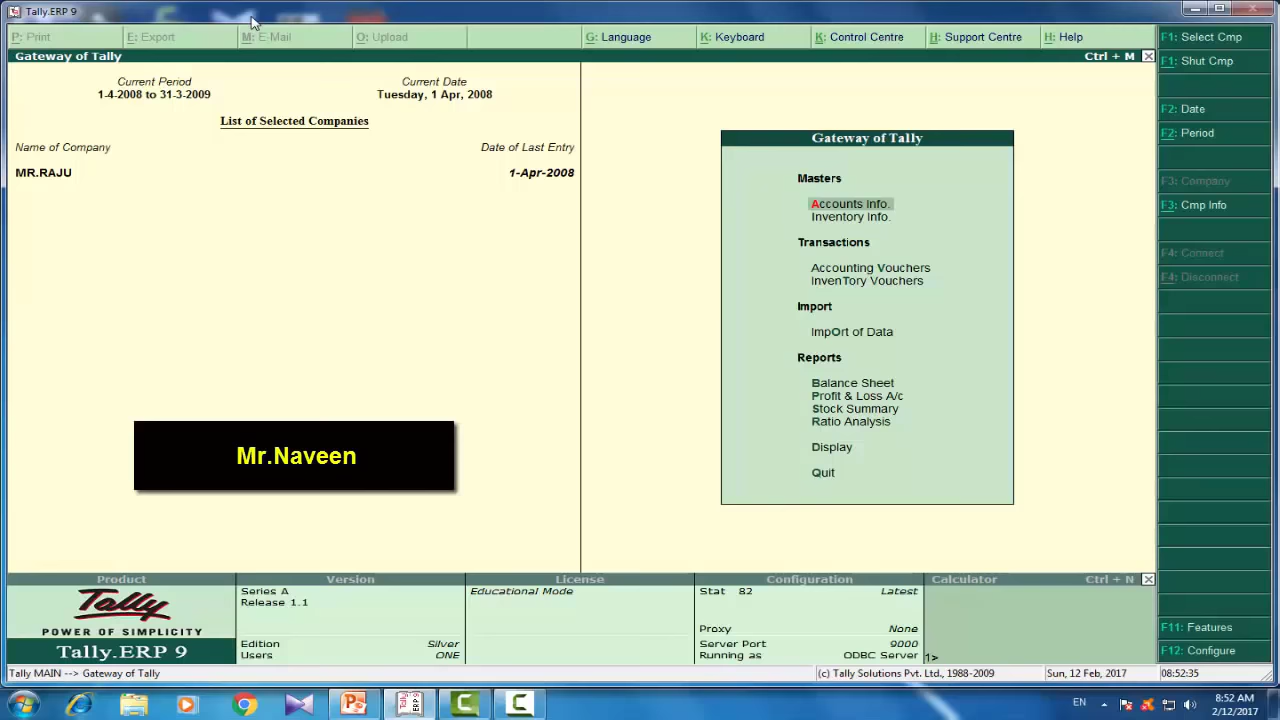 Tally.ERP 9
P: Print
E: Export
M: E-Mail
O: Upload
G: Language
K: Keyboard
K: Control Centre
H: Support Centre
H: Help
Gateway of Tally
Ctrl + M
Current Period
Current Date
1-4-2008 to 31-3-2009
Tuesday, 1 Apr, 2008
List of Selected Companies
Name of Company
Date of Last Entry
MR.RAJU
1-Apr-2008
Mr.Naveen
Gateway of Tally
Masters
Accounts Info.
Inventory Info.
Transactions
Accounting Vouchers
InvenTory Vouchers
Import
ImpOrt of Data
Reports
Balance Sheet
Profit & Loss A/c
Stock Summary
Ratio Analysis
Display
Quit
F1: Select Cmp
F1: Shut Cmp
F2: Date
F2: Period
F3: Company
F3: Cmp Info
F4: Connect
F4: Disconnect
F11: Features
F12: Configure
Product
Version
License
Configuration
Calculator
Ctrl + N
Tally
POWER OF SIMPLICITY
Tally.ERP 9
Series A
Release 1.1
Edition Silver
Users ONE
Educational Mode
Stat 82 Latest
Proxy None
Server Port 9000
Running as ODBC Server
1>
Tally MAIN --> Gateway of Tally
(c) Tally Solutions Pvt. Ltd., 1988-2009
Sun, 12 Feb, 2017
08:52:35
EN
8:52 AM
2/12/2017